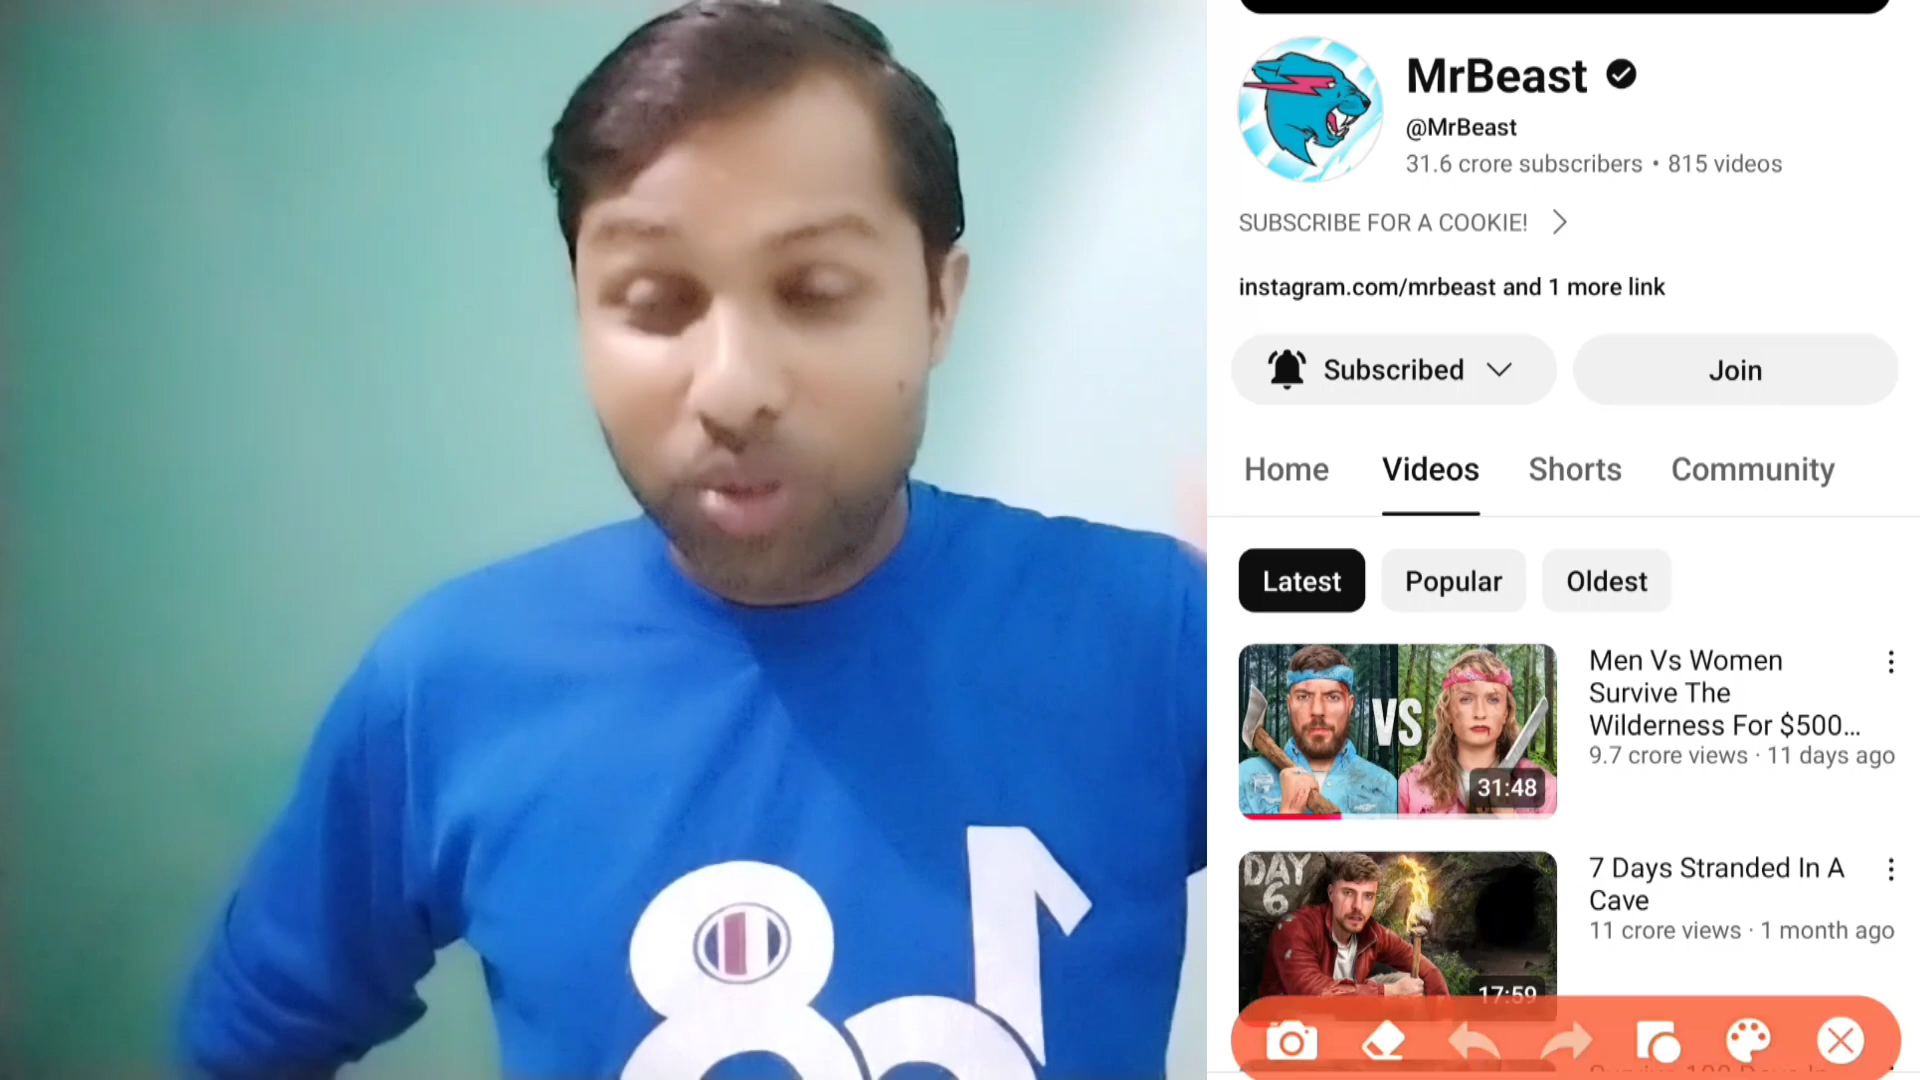 MrBeast
@MrBeast
31.6 crore subscribers • 815 videos
SUBSCRIBE FOR A COOKIE!
instagram.com/mrbeast and 1 more link
Subscribed
Join
Home Videos Shorts Community
Latest Popular Oldest
VS
31:48
Men Vs Women
Survive The
Wilderness For $500...
9.7 crore views · 11 days ago
DAY
6
17:59
7 Days Stranded In A
Cave
11 crore views · 1 month ago